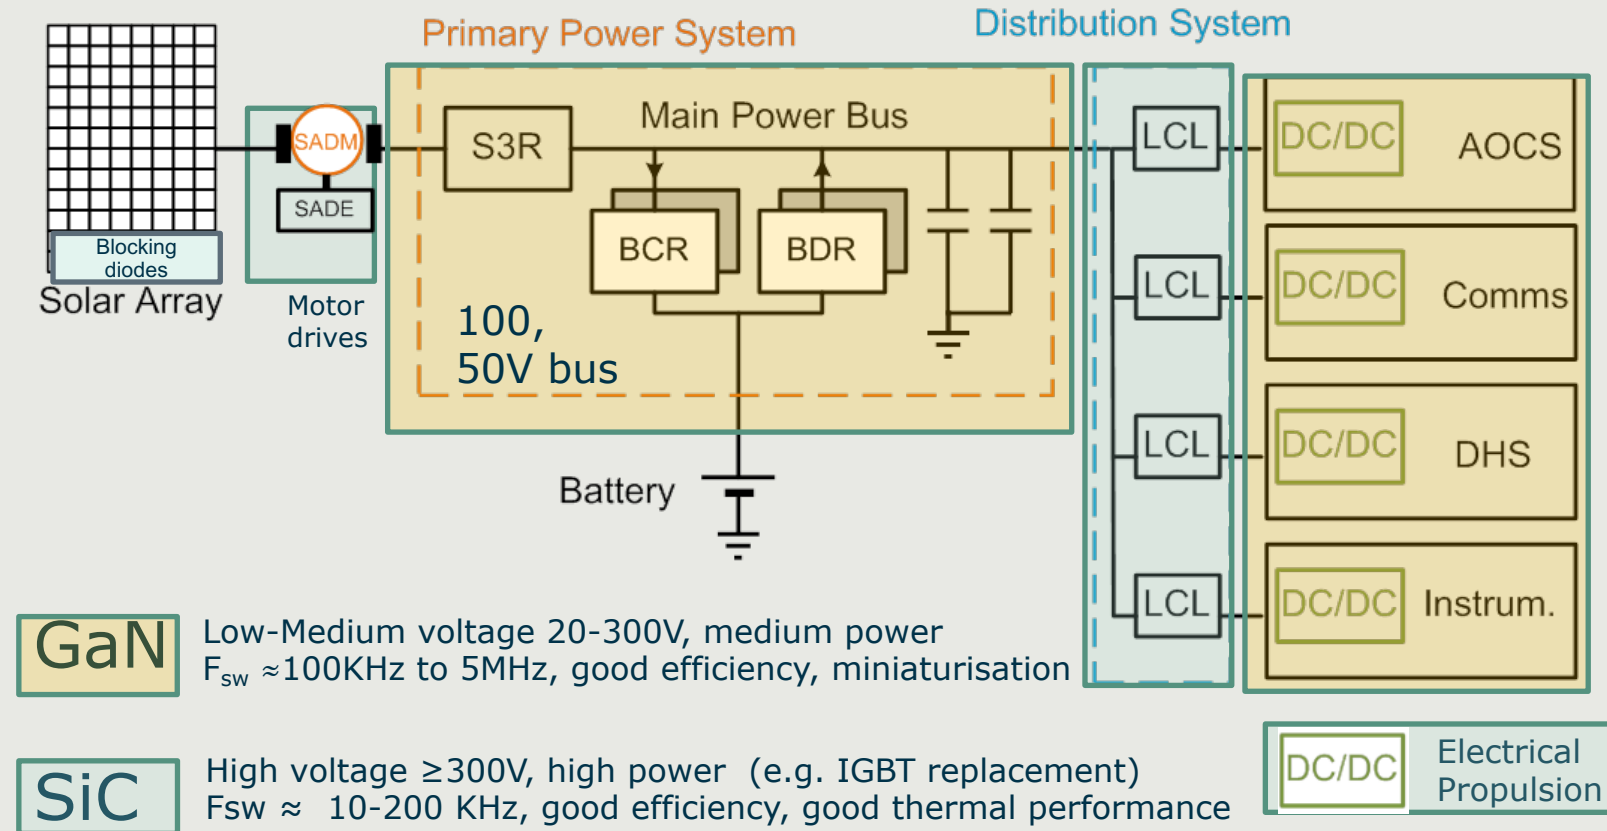 Primary Power System
Distribution System
Main Power Bus
S3R
SADM
SADE
BCR
BDR
Blocking
diodes
Solar Array
Motor
drives
100,
50V bus
Battery
LCL
DC/DC
AOCS
LCL
DC/DC
Comms
LCL
DC/DC
DHS
LCL
DC/DC
Instrum.
GaN
Low-Medium voltage 20-300V, medium power
Fsw ≈100KHz to 5MHz, good efficiency, miniaturisation
SiC
High voltage ≥300V, high power (e.g. IGBT replacement)
Fsw ≈ 10-200 KHz, good efficiency, good thermal performance
DC/DC
Electrical
Propulsion